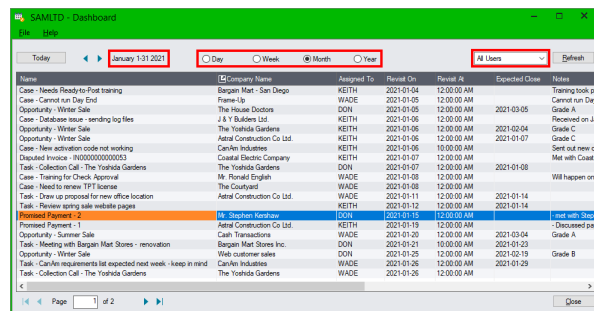 SAMLTD - Dashboard
File Help
Today January 1-31 2021 Day Week Month Year All Users Refresh
Name Company Name Assigned To Revisit On Revisit At Expected Close Notes
Case - Needs Ready-to-Post training Bargain Mart - San Diego KEITH 2021-01-04 12:00:00 AM Training took p
Case - Cannot run Day End Frame-Up WADE 2021-01-05 12:00:00 AM Cannot run Day
Opportunity - Winter Sale The House Doctors DON 2021-01-05 12:00:00 AM 2021-03-05 Grade A
Case - Database issue - sending log files J & Y Builders Ltd. KEITH 2021-01-06 12:00:00 AM Received on J
Opportunity - Winter Sale The Yoshida Gardens DON 2021-01-06 12:00:00 AM 2021-02-04 Grade C
Opportunity - Winter Sale Astral Construction Co Ltd. KEITH 2021-01-06 12:00:00 AM 2021-01-07 Grade C
Case - New activation code not working CanAm Industries KEITH 2021-01-06 10:00:00 AM Sent out new c
Disputed Invoice - IN0000000000053 Coastal Electric Company KEITH 2021-01-07 12:00:00 AM Met with Coast
Task - Collection Call - The Yoshida Gardens The Yoshida Gardens DON 2021-01-07 12:00:00 AM 2021-01-08
Case - Training for Check Approval Mr. Ronald English WADE 2021-01-08 12:00:00 AM Will happen on
Case - Need to renew TPT license The Courtyard WADE 2021-01-08 12:00:00 AM
Task - Draw up proposal for new office location Astral Construction Co Ltd. WADE 2021-01-11 12:00:00 AM 2021-01-14
Task - Review spring sale website pages KEITH 2021-01-12 12:00:00 AM 2021-01-14
Promised Payment - 2 Mr. Stephen Kershaw DON 2021-01-15 12:00:00 AM - met with Step
Promised Payment - 1 Astral Construction Co Ltd. KEITH 2021-01-19 12:00:00 AM - Discussed pa
Opportunity - Summer Sale Cash Transactions WADE 2021-01-20 12:00:00 AM 2021-03-04 Grade A
Task - Meeting with Bargain Mart Stores - renovation Bargain Mart Stores Inc. DON 2021-01-21 10:00:00 AM 2021-01-23
Opportunity - Winter Sale Web customer sales DON 2021-01-25 12:00:00 AM 2021-02-19 Grade B
Task - CanAm requirements list expected next week - keep in mind CanAm Industries WADE 2021-01-26 12:00:00 AM 2021-01-29
Task - Collection Call - The Yoshida Gardens The Yoshida Gardens WADE 2021-01-26 12:00:00 AM
Page 1 of 2 Close